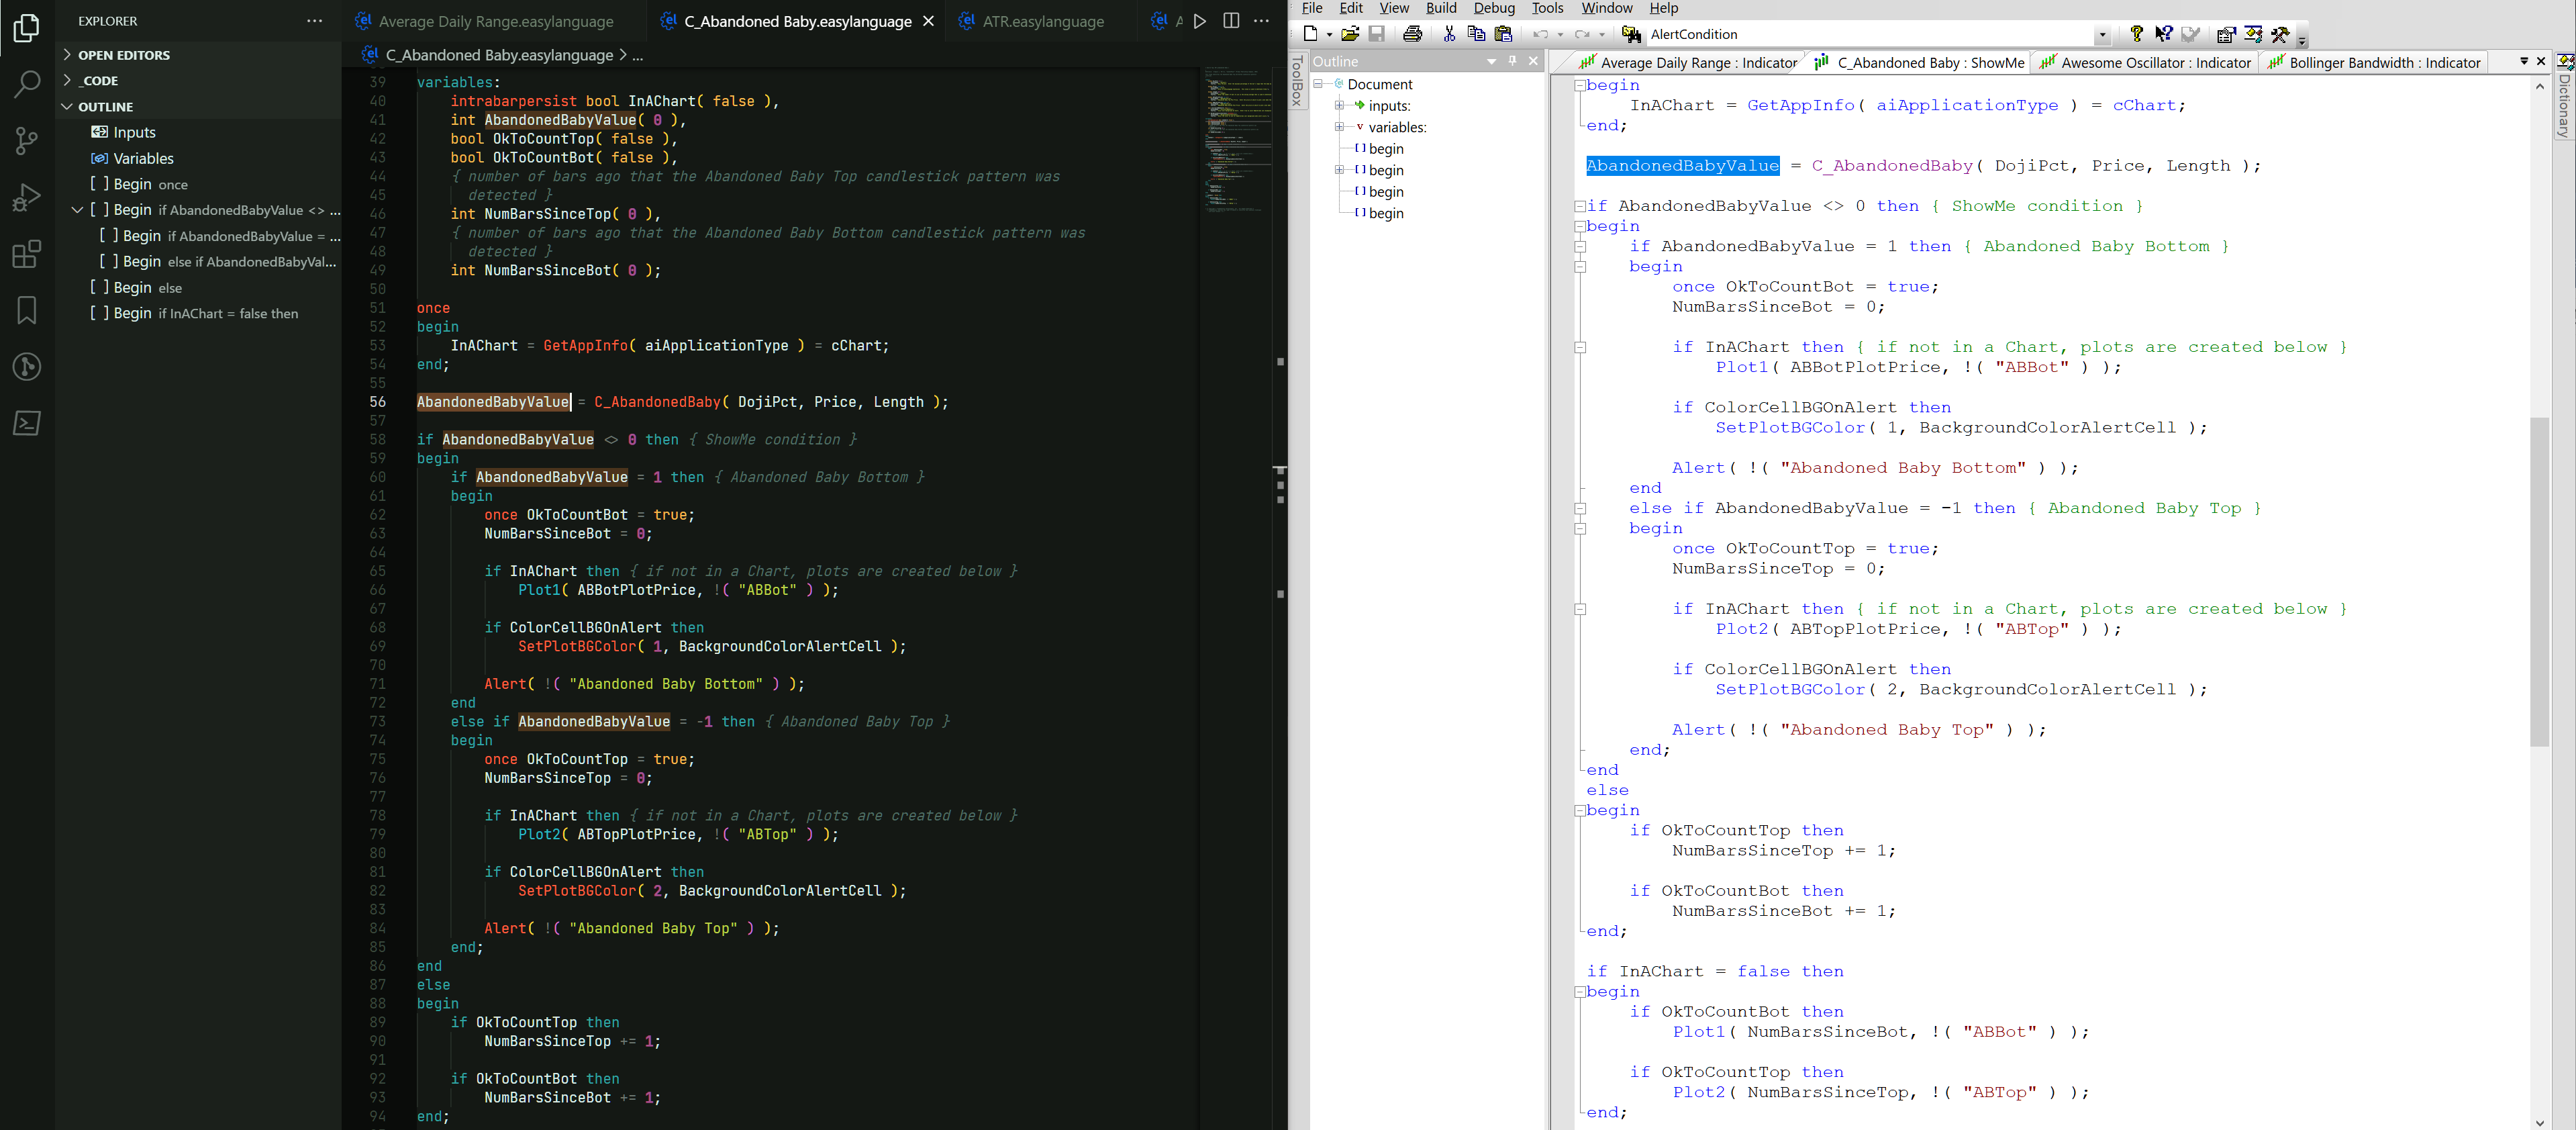 EXPLORER
OPEN EDITORS
_CODE
OUTLINE
Inputs
Variables
[ ] Begin once
[ ] Begin if AbandonedBabyValue <> ...
[ ] Begin if AbandonedBabyValue = ...
[ ] Begin else if AbandonedBabyVal...
[ ] Begin else
[ ] Begin if InAChart = false then
Average Daily Range.easylanguage
C_Abandoned Baby.easylanguage
ATR.easylanguage
C_Abandoned Baby.easylanguage > ...
39 variables:
40 intrabarpersist bool InAChart( false ),
41 int AbandonedBabyValue( 0 ),
42 bool OkToCountTop( false ),
43 bool OkToCountBot( false ),
44 { number of bars ago that the Abandoned Baby Top candlestick pattern was
45 detected }
46 int NumBarsSinceTop( 0 ),
47 { number of bars ago that the Abandoned Baby Bottom candlestick pattern was
48 detected }
49 int NumBarsSinceBot( 0 );
50
51 once
52 begin
53 InAChart = GetAppInfo( aiApplicationType ) = cChart;
54 end;
55
56 AbandonedBabyValue = C_AbandonedBaby( DojiPct, Price, Length );
57
58 if AbandonedBabyValue <> 0 then { ShowMe condition }
59 begin
60 if AbandonedBabyValue = 1 then { Abandoned Baby Bottom }
61 begin
62 once OkToCountBot = true;
63 NumBarsSinceBot = 0;
64
65 if InAChart then { if not in a Chart, plots are created below }
66 Plot1( ABBotPlotPrice, !( "ABBot" ) );
67
68 if ColorCellBGOnAlert then
69 SetPlotBGColor( 1, BackgroundColorAlertCell );
70
71 Alert( !( "Abandoned Baby Bottom" ) );
72 end
73 else if AbandonedBabyValue = -1 then { Abandoned Baby Top }
74 begin
75 once OkToCountTop = true;
76 NumBarsSinceTop = 0;
77
78 if InAChart then { if not in a Chart, plots are created below }
79 Plot2( ABTopPlotPrice, !( "ABTop" ) );
80
81 if ColorCellBGOnAlert then
82 SetPlotBGColor( 2, BackgroundColorAlertCell );
83
84 Alert( !( "Abandoned Baby Top" ) );
85 end;
86 end
87 else
88 begin
89 if OkToCountTop then
90 NumBarsSinceTop += 1;
91
92 if OkToCountBot then
93 NumBarsSinceBot += 1;
94 end;
File Edit View Build Debug Tools Window Help
AlertCondition
ToolBox
Outline
Document
inputs:
variables:
begin
begin
begin
begin
Average Daily Range : Indicator
C_Abandoned Baby : ShowMe
Awesome Oscillator : Indicator
Bollinger Bandwidth : Indicator
Dictionary
begin
InAChart = GetAppInfo( aiApplicationType ) = cChart;
end;
AbandonedBabyValue = C_AbandonedBaby( DojiPct, Price, Length );
if AbandonedBabyValue <> 0 then { ShowMe condition }
begin
if AbandonedBabyValue = 1 then { Abandoned Baby Bottom }
begin
once OkToCountBot = true;
NumBarsSinceBot = 0;
if InAChart then { if not in a Chart, plots are created below }
Plot1( ABBotPlotPrice, !( "ABBot" ) );
if ColorCellBGOnAlert then
SetPlotBGColor( 1, BackgroundColorAlertCell );
Alert( !( "Abandoned Baby Bottom" ) );
end
else if AbandonedBabyValue = -1 then { Abandoned Baby Top }
begin
once OkToCountTop = true;
NumBarsSinceTop = 0;
if InAChart then { if not in a Chart, plots are created below }
Plot2( ABTopPlotPrice, !( "ABTop" ) );
if ColorCellBGOnAlert then
SetPlotBGColor( 2, BackgroundColorAlertCell );
Alert( !( "Abandoned Baby Top" ) );
end;
end
else
begin
if OkToCountTop then
NumBarsSinceTop += 1;
if OkToCountBot then
NumBarsSinceBot += 1;
end;
if InAChart = false then
begin
if OkToCountBot then
Plot1( NumBarsSinceBot, !( "ABBot" ) );
if OkToCountTop then
Plot2( NumBarsSinceTop, !( "ABTop" ) );
end;